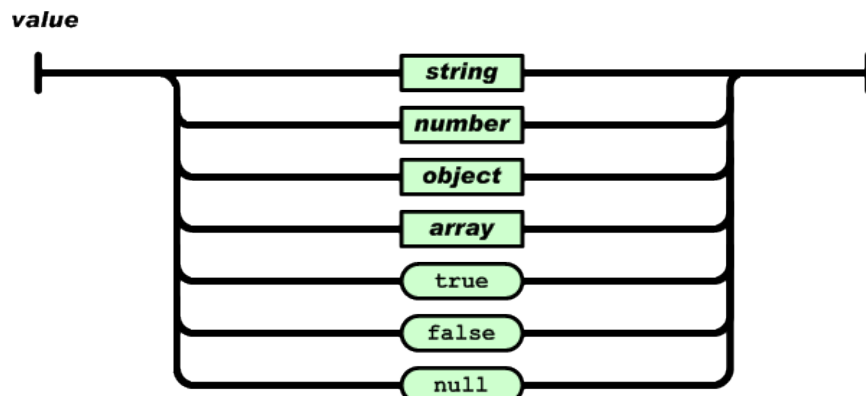 value
string
number
object
array
true
false
null